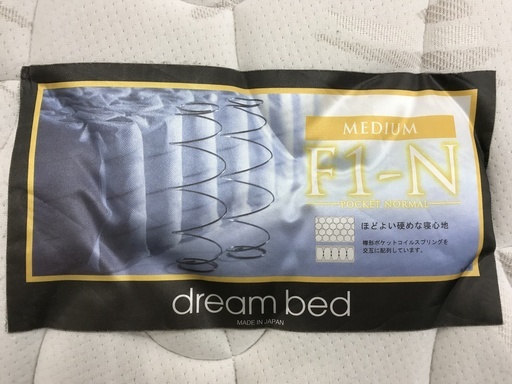 MEDIUM
F1-N
POCKET NORMAL
ほどよい硬めな寝心地
樽形ポケットコイルスプリングを
交互に配列しています。
dream bed
MADE IN JAPAN